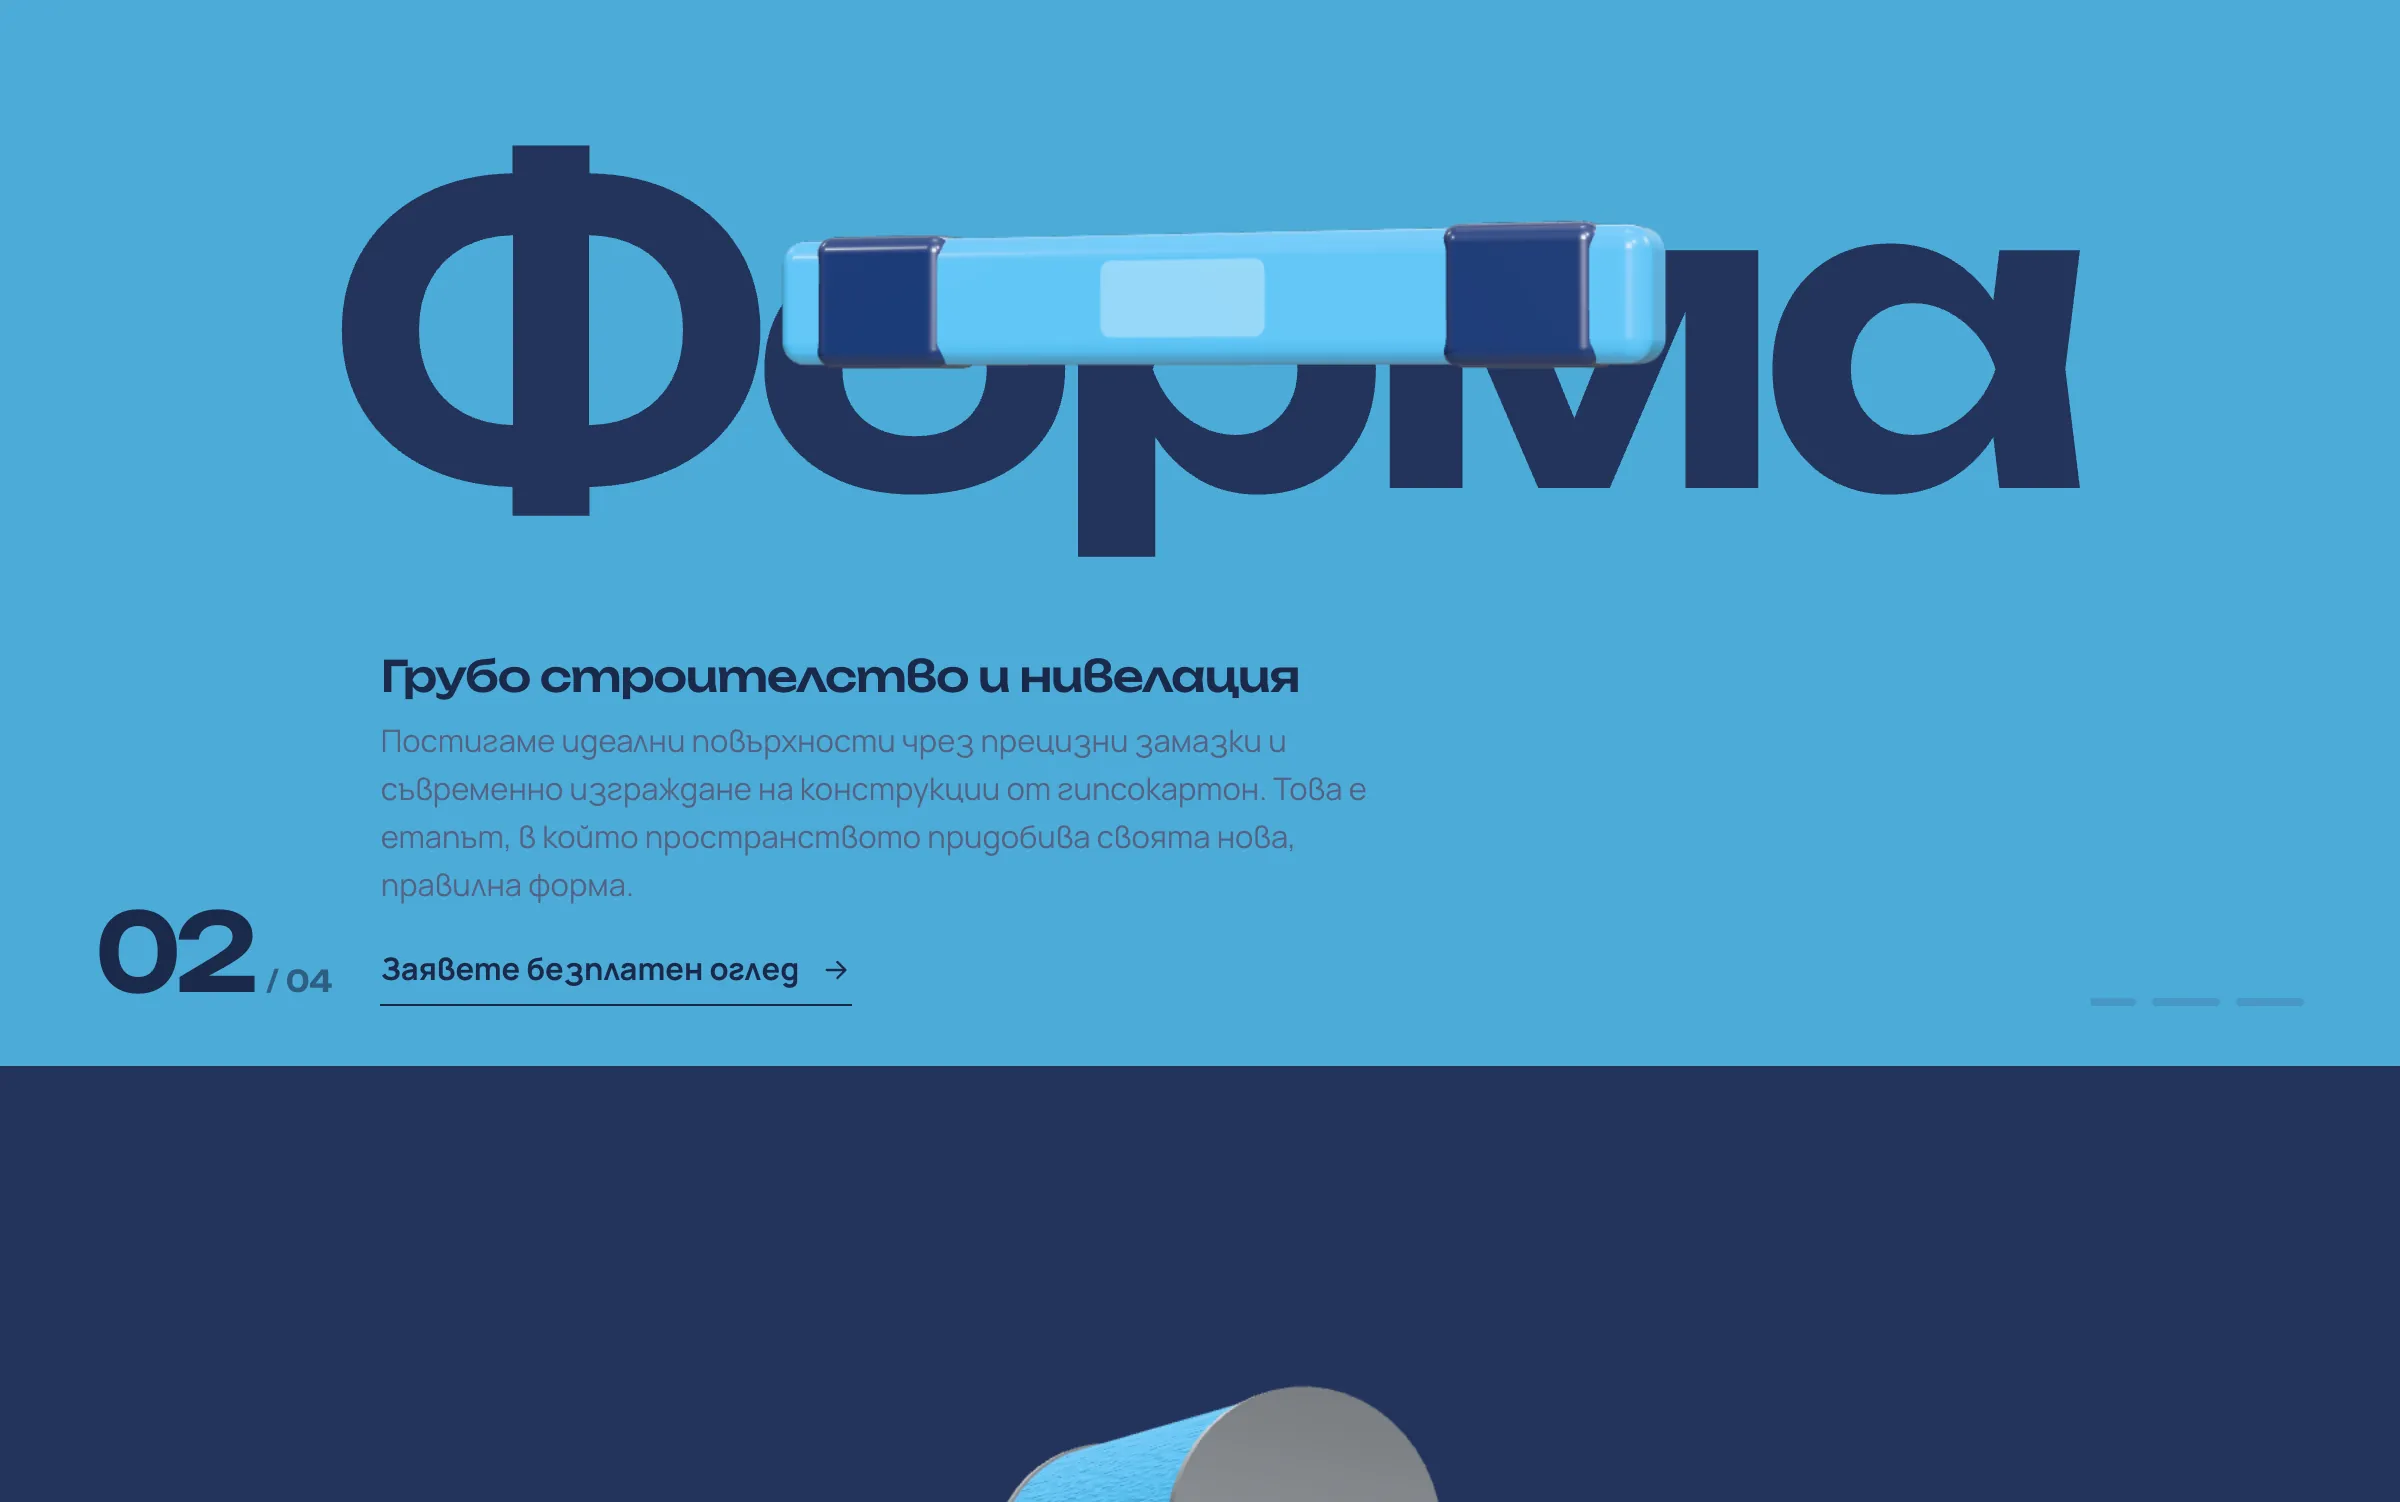 Форма
Грубо строителство и нивелация
Постигаме идеални повърхности чрез прецизни замазки и
съвременно изграждане на конструкции от гипсокартон. Това е
етапът, в който пространството придобива своята нова,
правилна форма.
02 / 04
Заявете безплатен оглед →